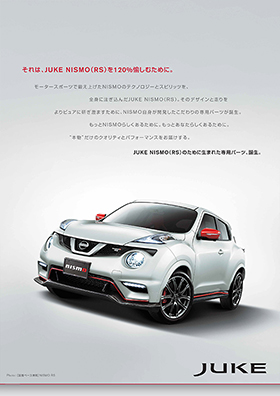 それは、JUKE NISMO(RS)を120%愉しむために。
モータースポーツで鍛え上げたNISMOのテクノロジーとスピリッツを、
全身に注ぎ込んだJUKE NISMO(RS)。そのデザインと走りを
よりピュアに研ぎ澄ますために、NISMO自身が開発したこだわりの専用パーツが誕生。
もっとNISMOらしくあるために、もっとあなたらしくあるために。
“本物”だけのクオリティとパフォーマンスをお届けする。
JUKE NISMO(RS)のために生まれた専用パーツ、誕生。
nismo
JUKE